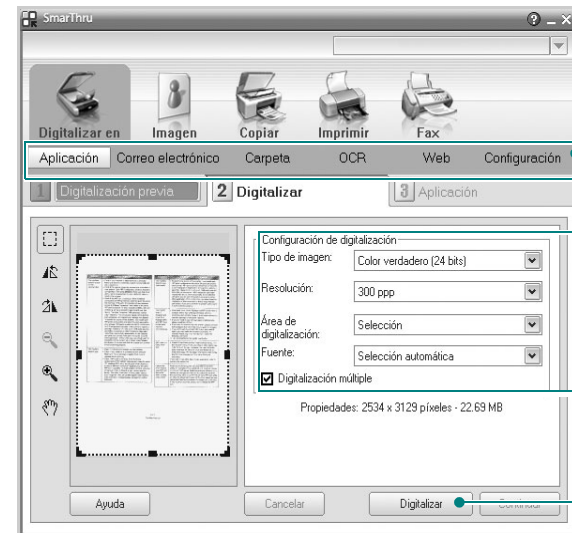 SmarThru
Digitalizar en Imagen Copiar Imprimir Fax
Aplicación Correo electrónico Carpeta OCR Web Configuración
1 Digitalización previa 2 Digitalizar 3 Aplicación
Configuración de digitalización
Tipo de imagen: Color verdadero (24 bits)
Resolución: 300 ppp
Área de
digitalización: Selección
Fuente: Selección automática
Digitalización múltiple
Propiedades: 2534 x 3129 píxeles - 22.69 MB
Ayuda Cancelar Digitalizar Continuar